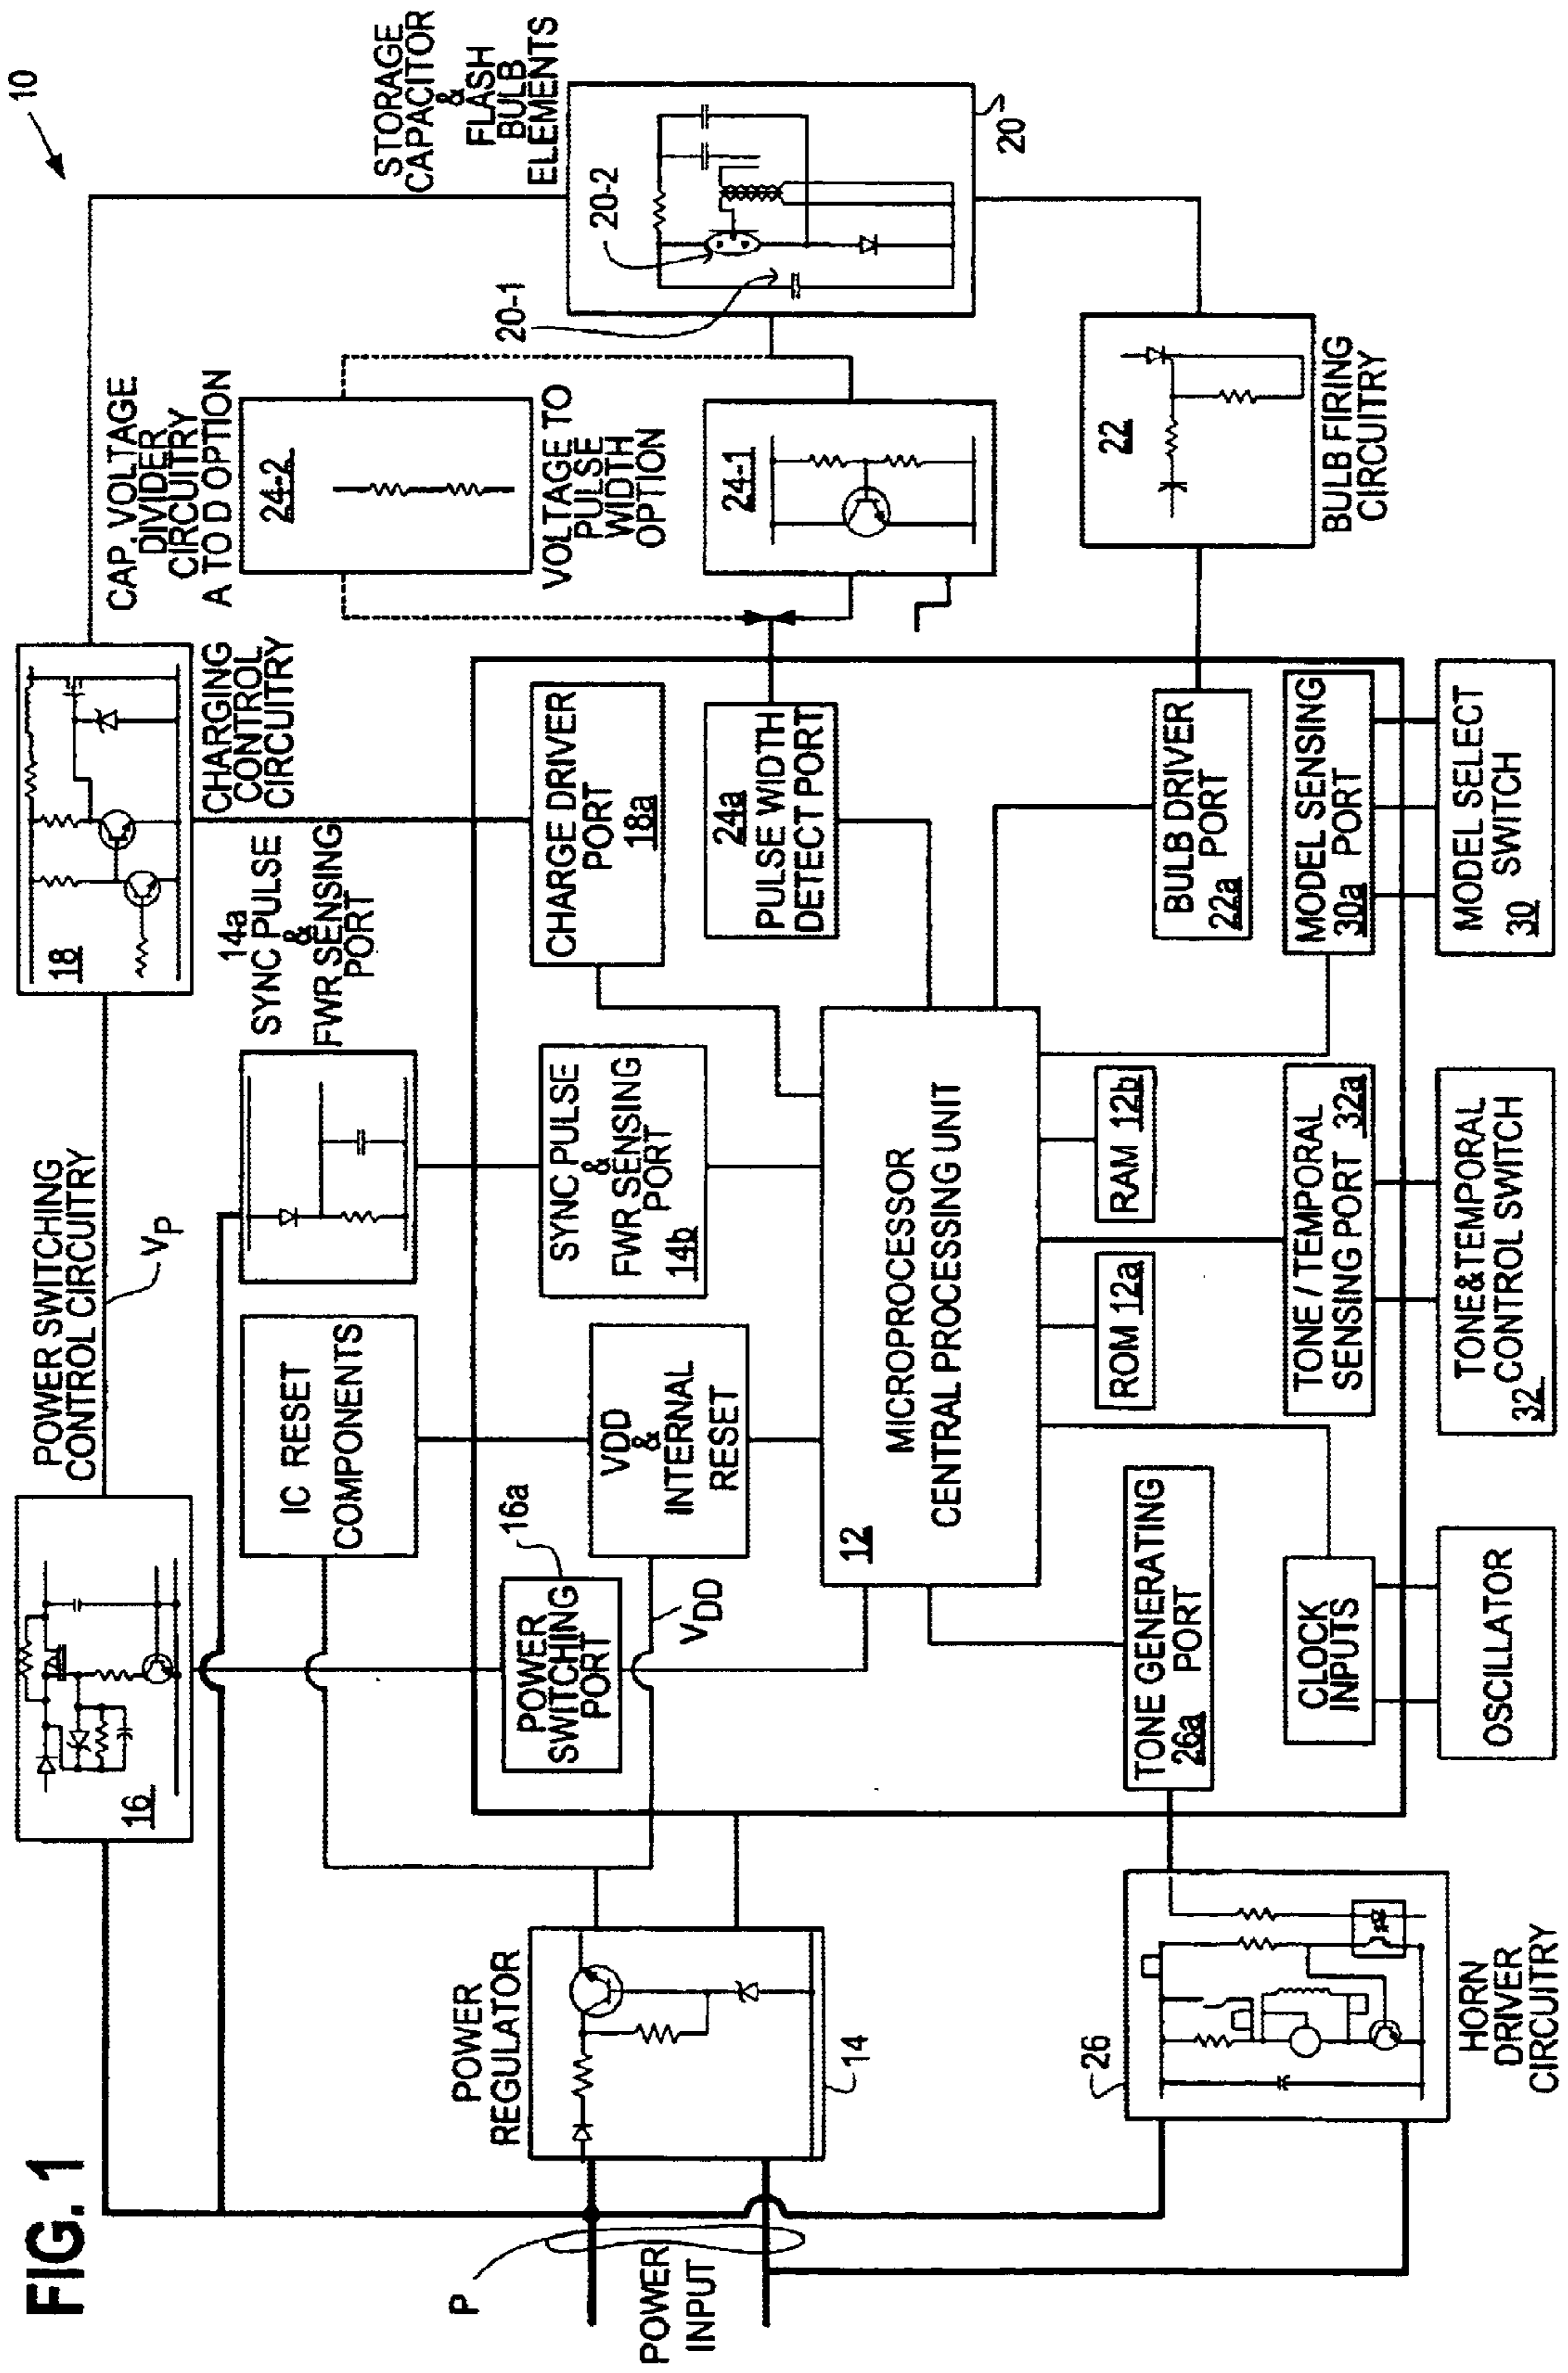 FIG. 1
10
POWER SWITCHING
CONTROL CIRCUITRY
16
VP
18
CHARGING
CONTROL
CIRCUITRY
CAP. VOLTAGE
DIVIDER
CIRCUITRY
A TO D OPTION
24-2
STORAGE
CAPACITOR
&
FLASH
BULB
ELEMENTS
20-2
20-1
20
IC RESET
COMPONENTS
14a
SYNC PULSE
&
FWR SENSING
PORT
VOLTAGE TO
PULSE
WIDTH
OPTION
24-1
POWER
REGULATOR
14
P
POWER
INPUT
POWER
SWITCHING
PORT
16a
VDD
VDD
&
INTERNAL
RESET
SYNC PULSE
&
FWR SENSING
PORT
14b
CHARGE DRIVER
PORT
18a
24a
PULSE WIDTH
DETECT PORT
12
MICROPROCESSOR
CENTRAL PROCESSING UNIT
ROM 12a
RAM 12b
BULB DRIVER
PORT
22a
22
BULB FIRING
CIRCUITRY
26
HORN
DRIVER
CIRCUITRY
TONE GENERATING
PORT
26a
CLOCK
INPUTS
TONE / TEMPORAL
SENSING PORT 32a
MODEL SENSING
PORT
30a
OSCILLATOR
TONE&TEMPORAL
CONTROL SWITCH
32
MODEL SELECT
SWITCH
30